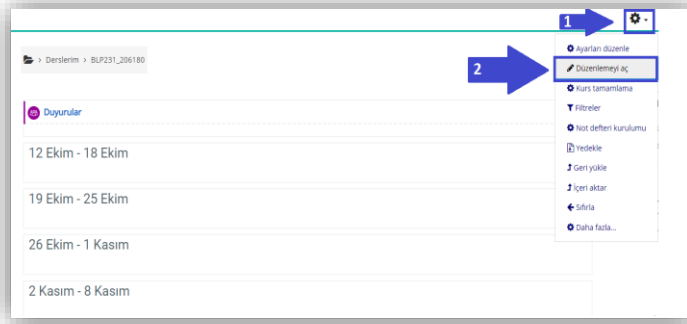 1
> Derslerim > BLP231_206180
2
Ayarları düzenle
Düzenlemeyi aç
Kurs tamamlama
Filtreler
Not defteri kurulumu
Yedekle
Geri yükle
İçeri aktar
Sıfırla
Daha fazla...
Duyurular
12 Ekim - 18 Ekim
19 Ekim - 25 Ekim
26 Ekim - 1 Kasım
2 Kasım - 8 Kasım